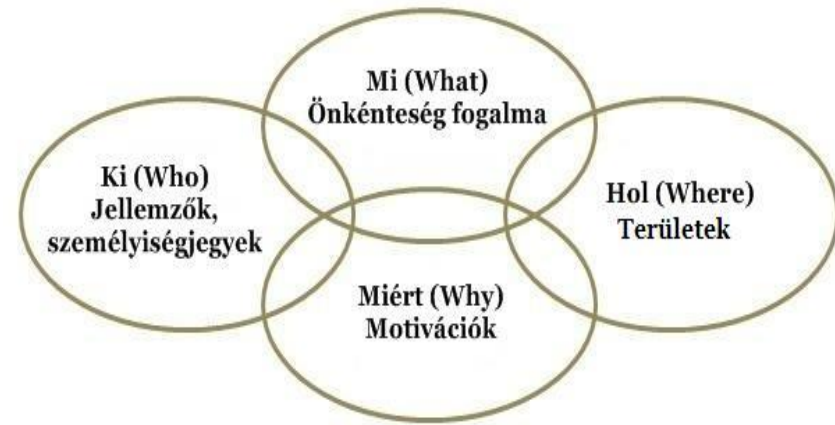 Mi (What)
Önkénteség fogalma
Ki (Who)
Jellemzők,
személyiségjegyek
Hol (Where)
Területek
Miért (Why)
Motivációk